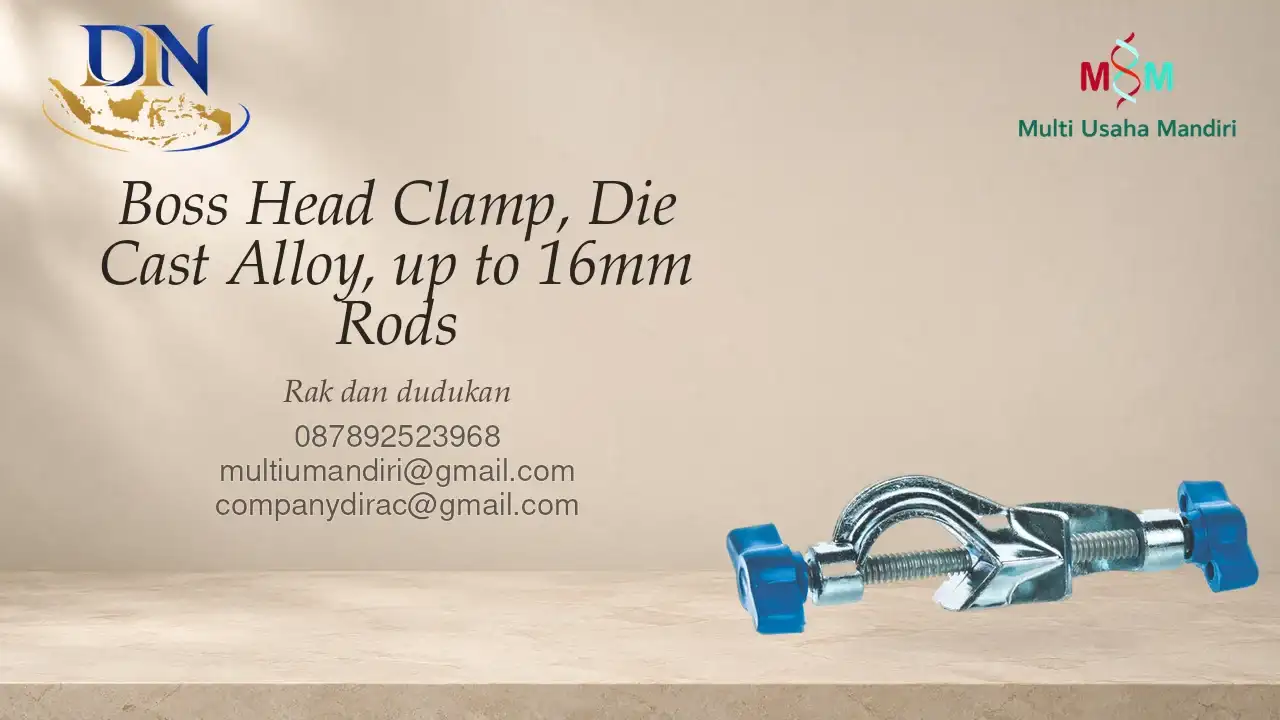 DIN
MSM
Multi Usaha Mandiri
Boss Head Clamp, Die
Cast Alloy, up to 16mm
Rods
Rak dan dudukan
087892523968
multiumandiri@gmail.com
companydirac@gmail.com